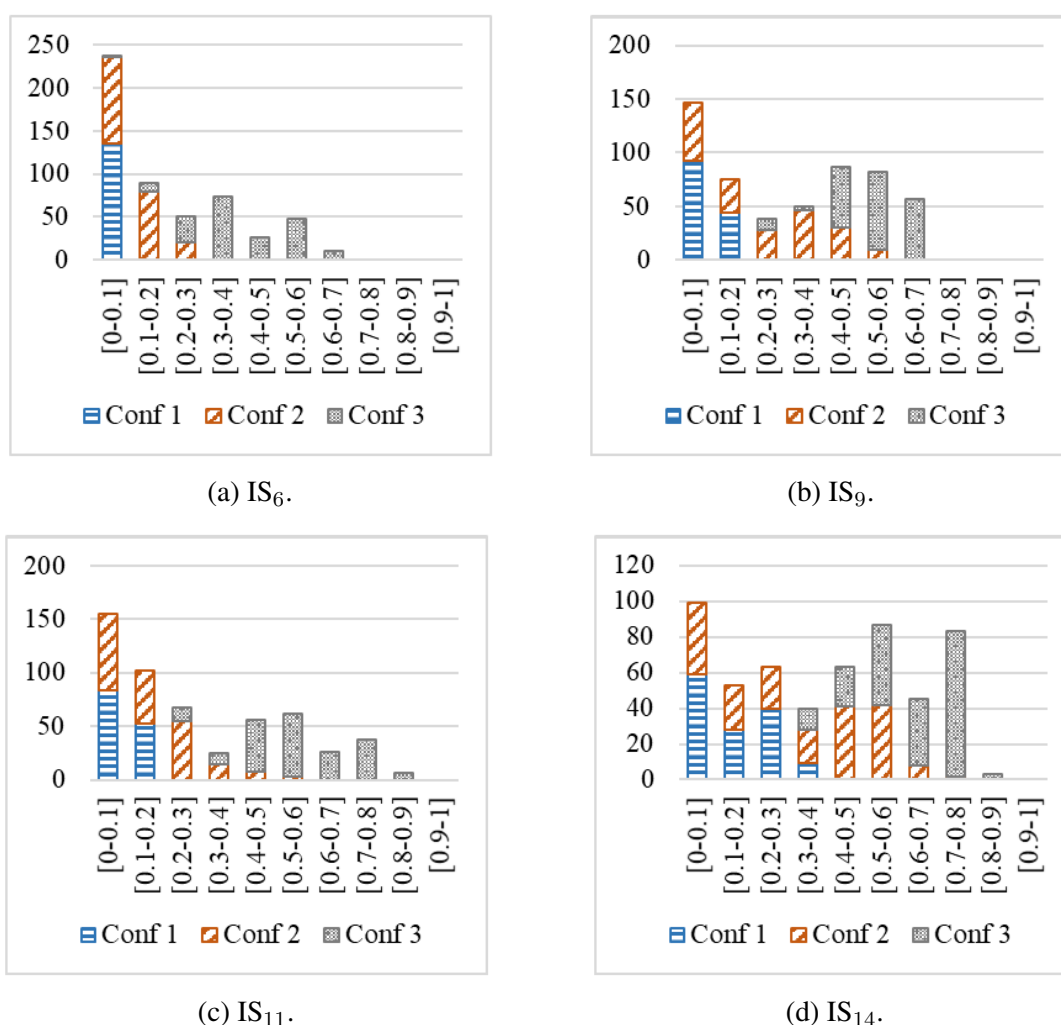 250
200
150
100
50
0
[0-0.1] [0.1-0.2] [0.2-0.3] [0.3-0.4] [0.4-0.5] [0.5-0.6] [0.6-0.7] [0.7-0.8] [0.8-0.9] [0.9-1]
Conf 1 Conf 2 Conf 3
(a) IS₆.
200
150
100
50
0
[0-0.1] [0.1-0.2] [0.2-0.3] [0.3-0.4] [0.4-0.5] [0.5-0.6] [0.6-0.7] [0.7-0.8] [0.8-0.9] [0.9-1]
Conf 1 Conf 2 Conf 3
(b) IS₉.
200
150
100
50
0
[0-0.1] [0.1-0.2] [0.2-0.3] [0.3-0.4] [0.4-0.5] [0.5-0.6] [0.6-0.7] [0.7-0.8] [0.8-0.9] [0.9-1]
Conf 1 Conf 2 Conf 3
(c) IS₁₁.
120
100
80
60
40
20
0
[0-0.1] [0.1-0.2] [0.2-0.3] [0.3-0.4] [0.4-0.5] [0.5-0.6] [0.6-0.7] [0.7-0.8] [0.8-0.9] [0.9-1]
Conf 1 Conf 2 Conf 3
(d) IS₁₄.